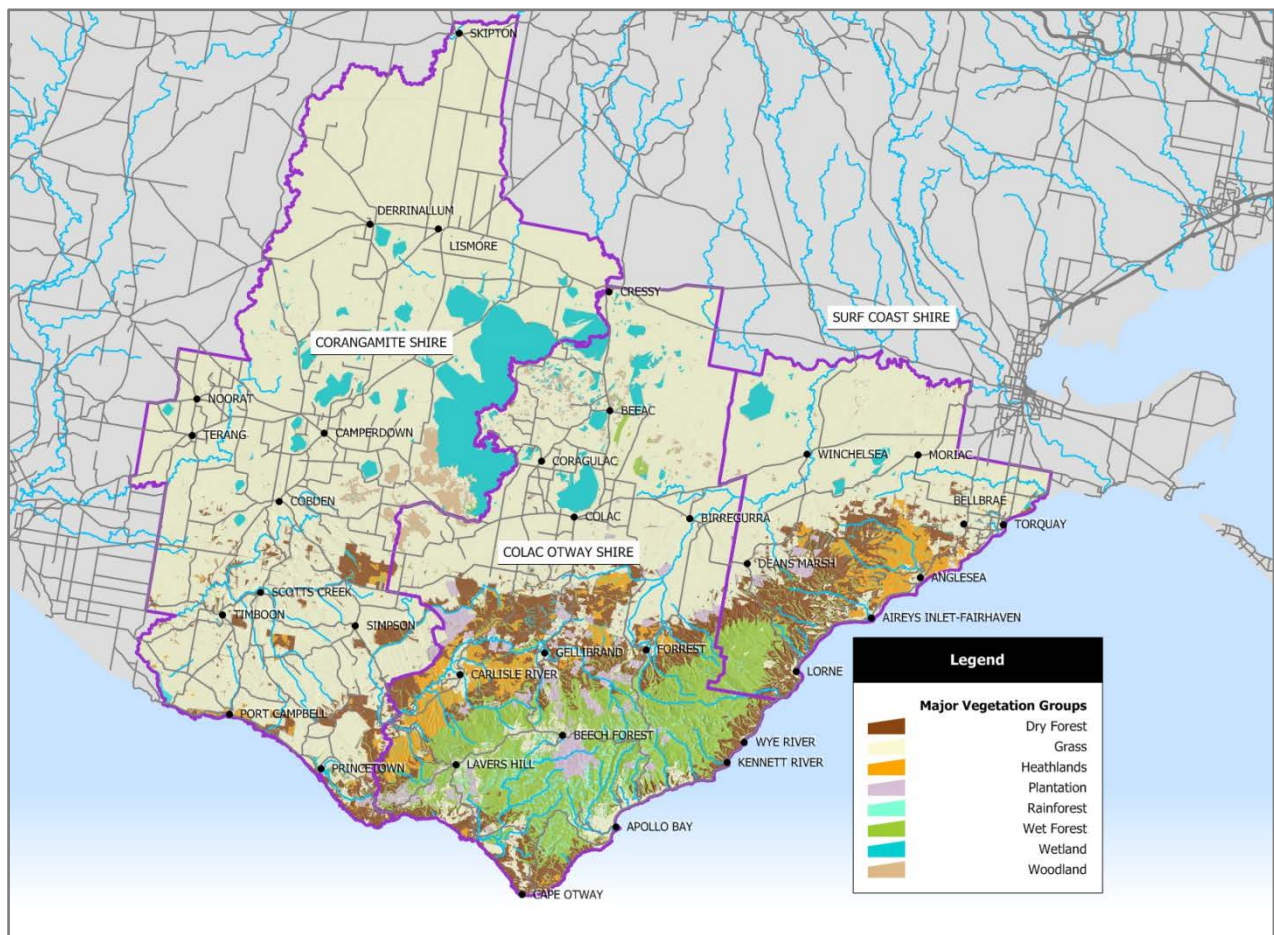 SKIPTON
DERRINALLUM
LISMORE
CRESSY
SURF COAST SHIRE
CORANGAMITE SHIRE
NOORAT
BEEAC
TERANG
CAMPERDOWN
WINCHELSEA
MORIAC
CORAGULAC
COBDEN
BELLBRAE
COLAC
BIRREGURRA
TORQUAY
COLAC OTWAY SHIRE
DEANS MARSH
ANGLESEA
SCOTTS CREEK
TIMBOON
AIREYS INLET-FAIRHAVEN
SIMPSON
GELLIBRAND
FORREST
CARLISLE RIVER
LORNE
PORT CAMPBELL
BEECH FOREST
WYE RIVER
LAVERS HILL
KENNETT RIVER
PRINCETOWN
APOLLO BAY
CAPE OTWAY
Legend
Major Vegetation Groups
Dry Forest
Grass
Heathlands
Plantation
Rainforest
Wet Forest
Wetland
Woodland